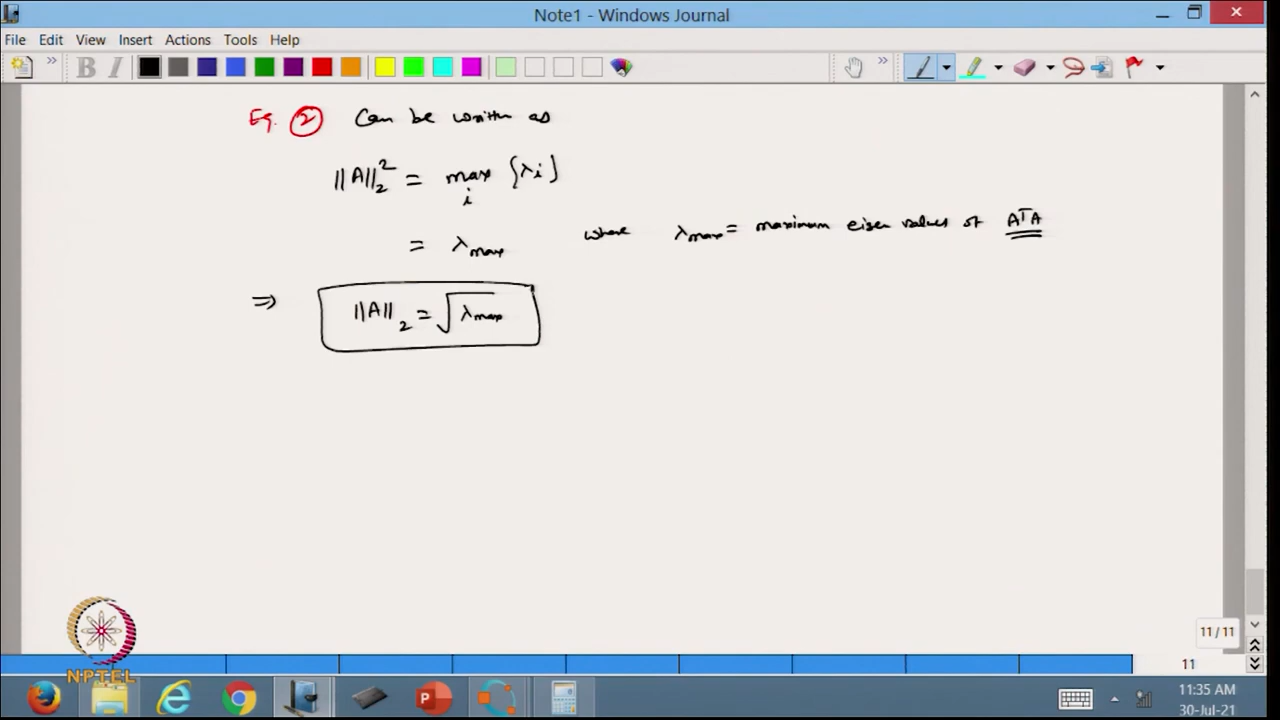 Note1 - Windows Journal
File Edit View Insert Actions Tools Help
Eq. ② Can be written as
||A||₂² = max {λi}
i
= λmax where λmax = maximum eigen values of AᵀA
⇒ ||A||₂ = √λmax
11 / 11
NPTEL
11
11:35 AM
30-Jul-21